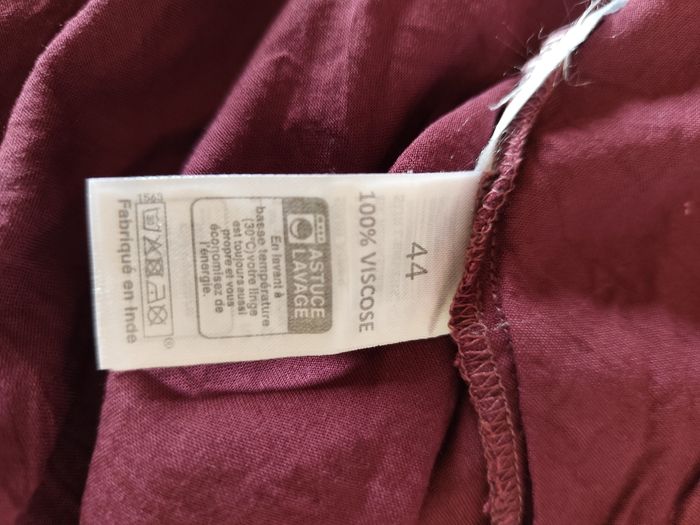 44
100% VISCOSE
ASTUCE
LAVAGE
En lavant à
basse température
(30°C) votre linge
est toujours aussi
propre et vous
économisez de
l'énergie.
1563
30
®
Fabriqué en Inde